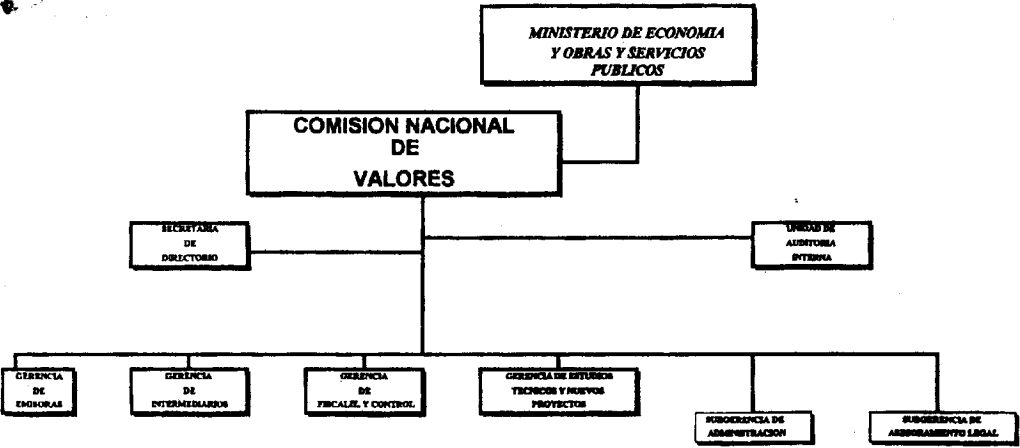 MINISTERIO DE ECONOMIA
Y OBRAS Y SERVICIOS
PUBLICOS
COMISION NACIONAL
DE
VALORES
SECRETARIA
DE
DIRECTORIO
UNIDAD DE
AUDITORIA
INTERNA
GERENCIA
DE
EMISORAS
GERENCIA
DE
INTERMEDIARIOS
GERENCIA
DE
FISCALIZ. Y CONTROL
GERENCIA DE ESTUDIOS
TECNICOS Y NUEVOS
PROYECTOS
SUBGERENCIA DE
ADMINISTRACION
SUBGERENCIA DE
ASESORAMIENTO LEGAL